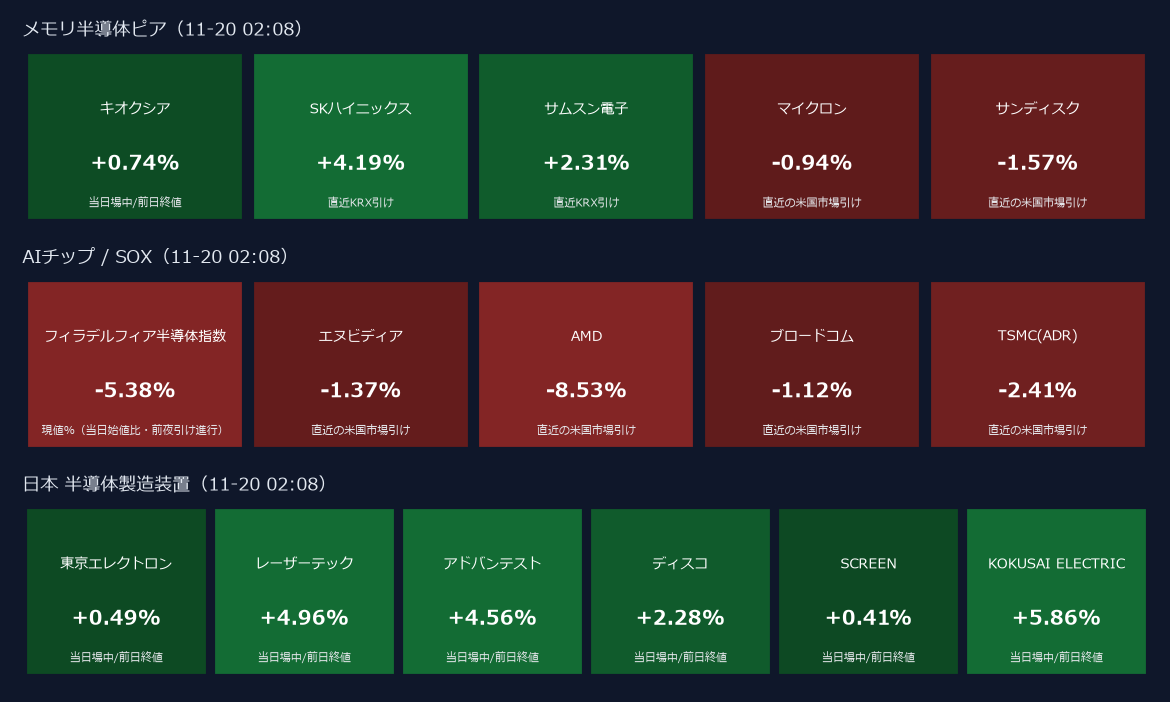 メモリ半導体ピア（11-20 02:08）
キオクシア
+0.74%
当日場中/前日終値
SKハイニックス
+4.19%
直近KRX引け
サムスン電子
+2.31%
直近KRX引け
マイクロン
-0.94%
直近の米国市場引け
サンディスク
-1.57%
直近の米国市場引け
AIチップ / SOX（11-20 02:08）
フィラデルフィア半導体指数
-5.38%
現値%（当日始値比・前夜引け進行）
エヌビディア
-1.37%
直近の米国市場引け
AMD
-8.53%
直近の米国市場引け
ブロードコム
-1.12%
直近の米国市場引け
TSMC(ADR)
-2.41%
直近の米国市場引け
日本 半導体製造装置（11-20 02:08）
東京エレクトロン
+0.49%
当日場中/前日終値
レーザーテック
+4.96%
当日場中/前日終値
アドバンテスト
+4.56%
当日場中/前日終値
ディスコ
+2.28%
当日場中/前日終値
SCREEN
+0.41%
当日場中/前日終値
KOKUSAI ELECTRIC
+5.86%
当日場中/前日終値